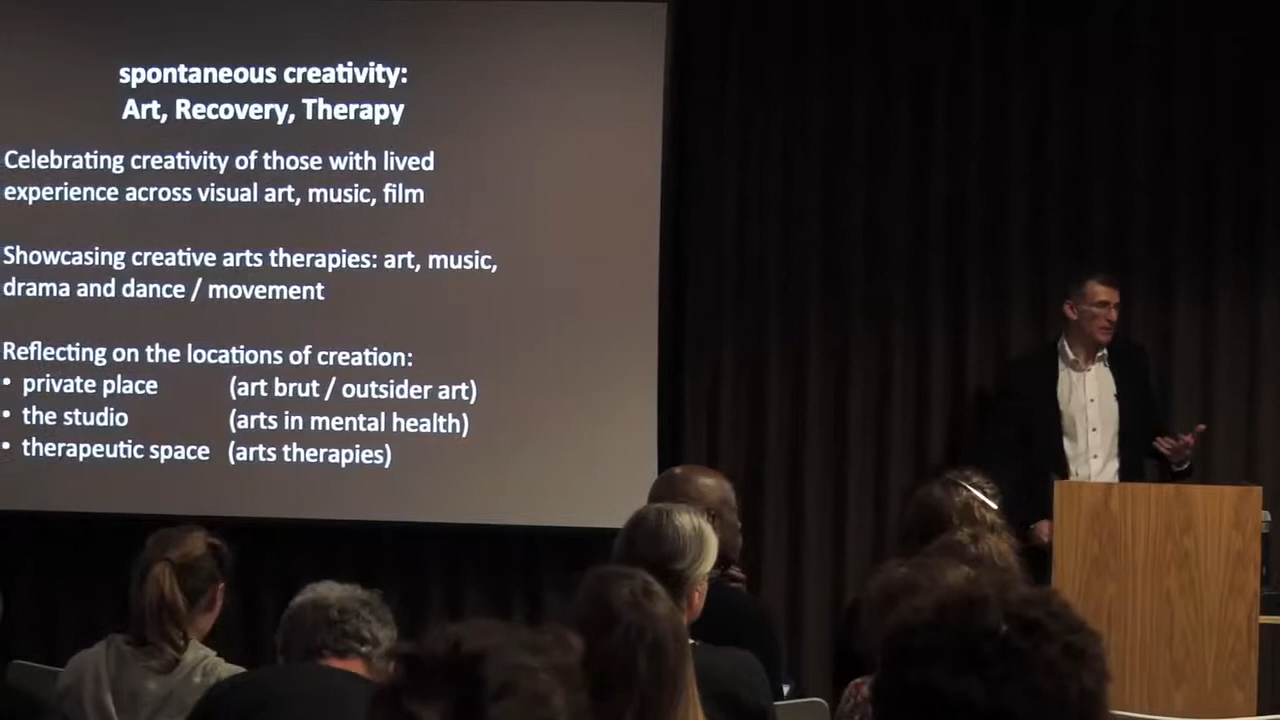 spontaneous creativity:
Art, Recovery, Therapy
Celebrating creativity of those with lived
experience across visual art, music, film
Showcasing creative arts therapies: art, music,
drama and dance / movement
Reflecting on the locations of creation:
• private place (art brut / outsider art)
• the studio (arts in mental health)
• therapeutic space (arts therapies)